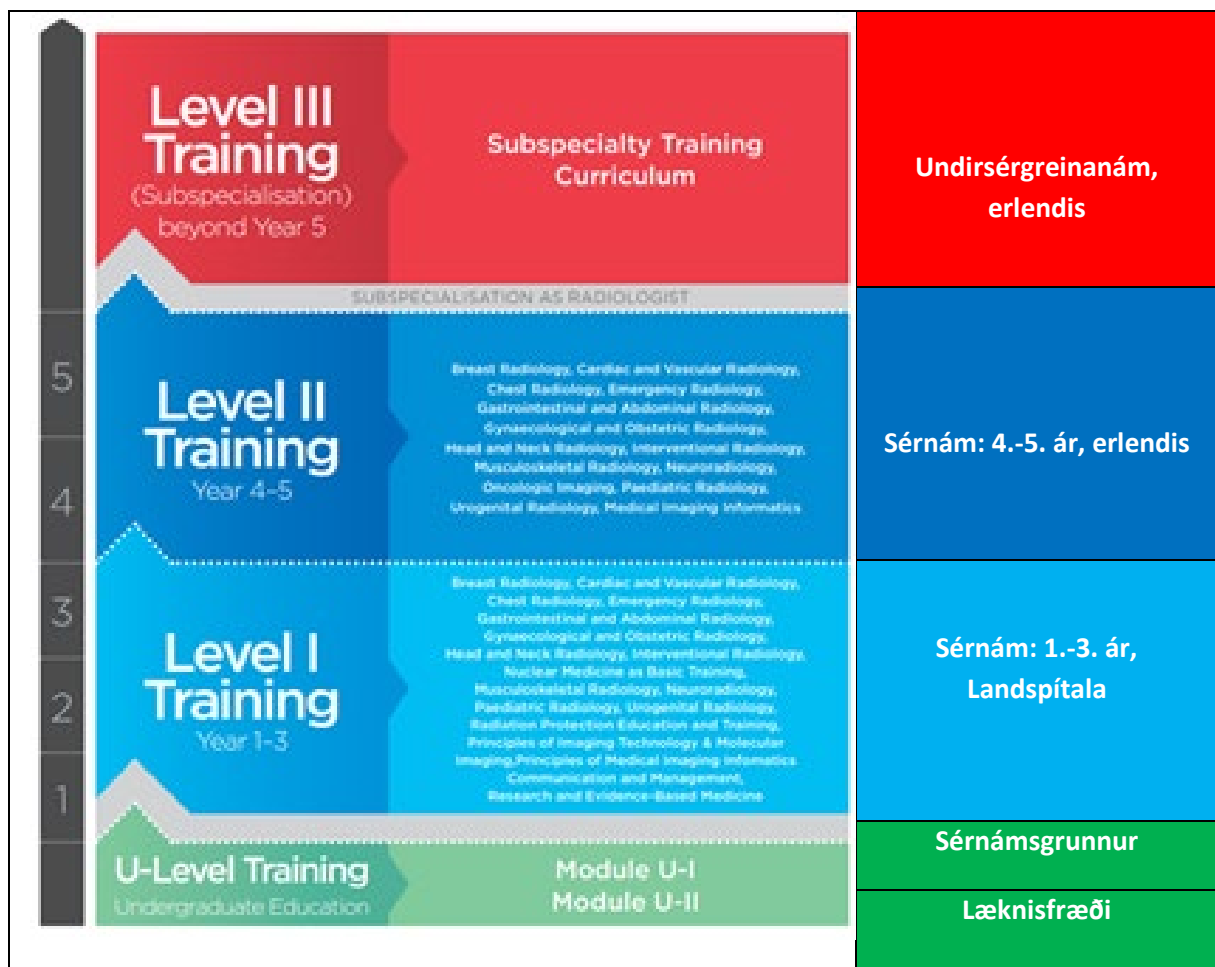 Level III
Training
(Subspecialisation)
beyond Year 5
Subspecialty Training
Curriculum
Undirsérgreinanám,
erlendis
SUBSPECIALISATION AS RADIOLOGIST
5
4
Level II
Training
Year 4–5
Breast Radiology, Cardiac and Vascular Radiology,
Chest Radiology, Emergency Radiology,
Gastrointestinal and Abdominal Radiology,
Gynaecological and Obstetric Radiology,
Head and Neck Radiology, Interventional Radiology,
Musculoskeletal Radiology, Neuroradiology,
Oncologic Imaging, Paediatric Radiology,
Urogenital Radiology, Medical Imaging Informatics
Sérnám: 4.-5. ár, erlendis
3
2
1
Level I
Training
Year 1–3
Breast Radiology, Cardiac and Vascular Radiology,
Chest Radiology, Emergency Radiology,
Gastrointestinal and Abdominal Radiology,
Gynaecological and Obstetric Radiology,
Head and Neck Radiology, Interventional Radiology,
Nuclear Medicine as Basic Training,
Musculoskeletal Radiology, Neuroradiology,
Paediatric Radiology, Urogenital Radiology,
Radiation Protection Education and Training,
Principles of Imaging Technology & Molecular
Imaging,Principles of Medical Imaging Infomatics
Communication and Management,
Research and Evidence-Based Medicine
Sérnám: 1.-3. ár,
Landspítala
U-Level Training
Undergraduate Education
Module U-I
Module U-II
Sérnámsgrunnur
Læknisfræði